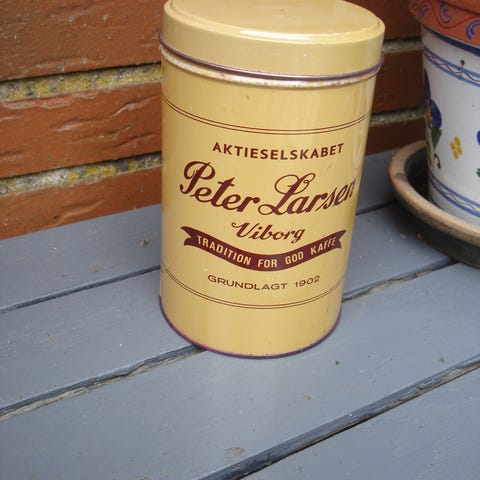 AKTIESELSKABET
Peter Larsen
Viborg
TRADITION FOR GOD KAFFE
GRUNDLAGT 1902